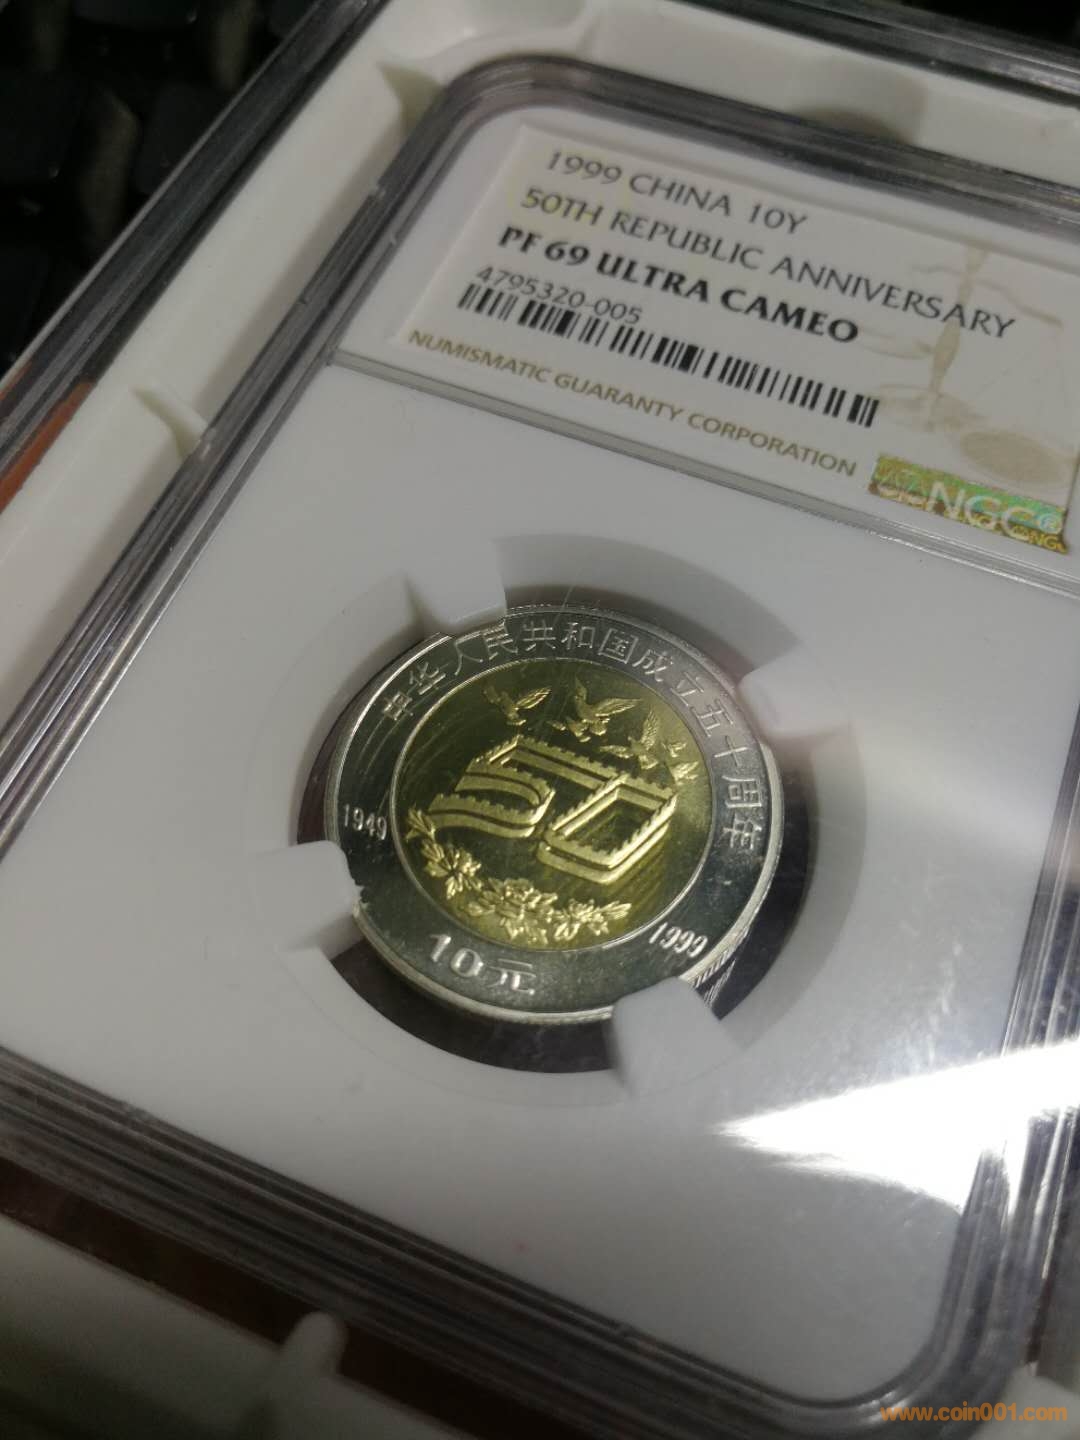 1999 CHINA 10Y
50TH REPUBLIC ANNIVERSARY
PF 69 ULTRA CAMEO
4795320-005
NUMISMATIC GUARANTY CORPORATION
NGC®
中华人民共和国成立五十周年
50
1949
1999
10元
www.coin001.com